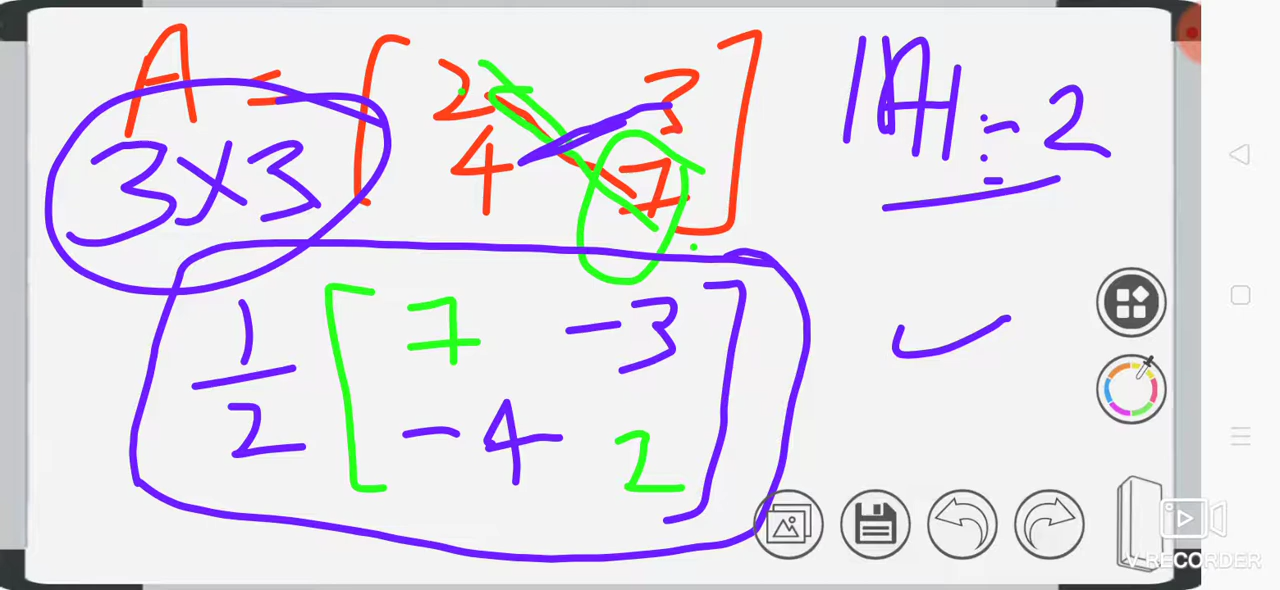 A = [ 2 3
4 7 ]
|A| = 2
3x3
1/2 [ 7 -3
-4 2 ]
V RECORDER